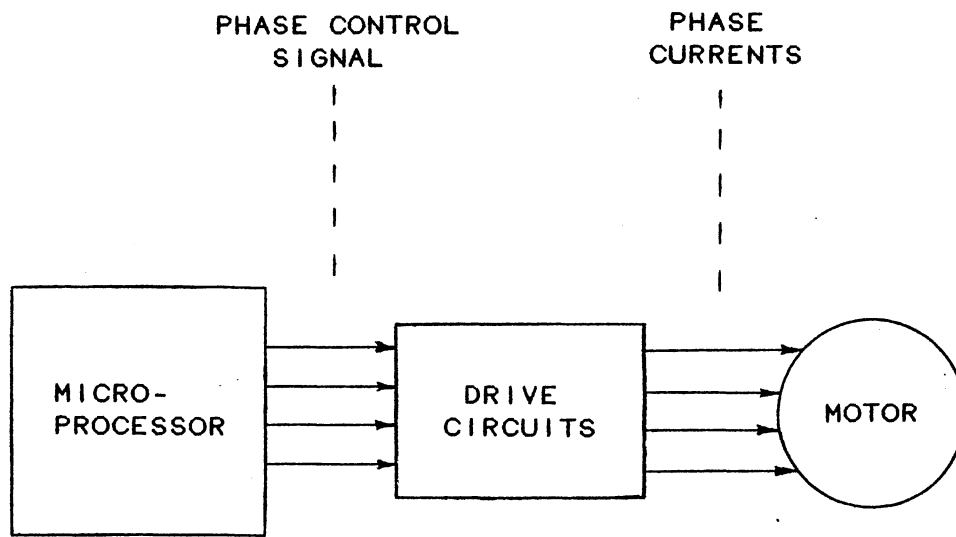 PHASE CONTROL
SIGNAL
PHASE
CURRENTS
MICRO-
PROCESSOR
DRIVE
CIRCUITS
MOTOR